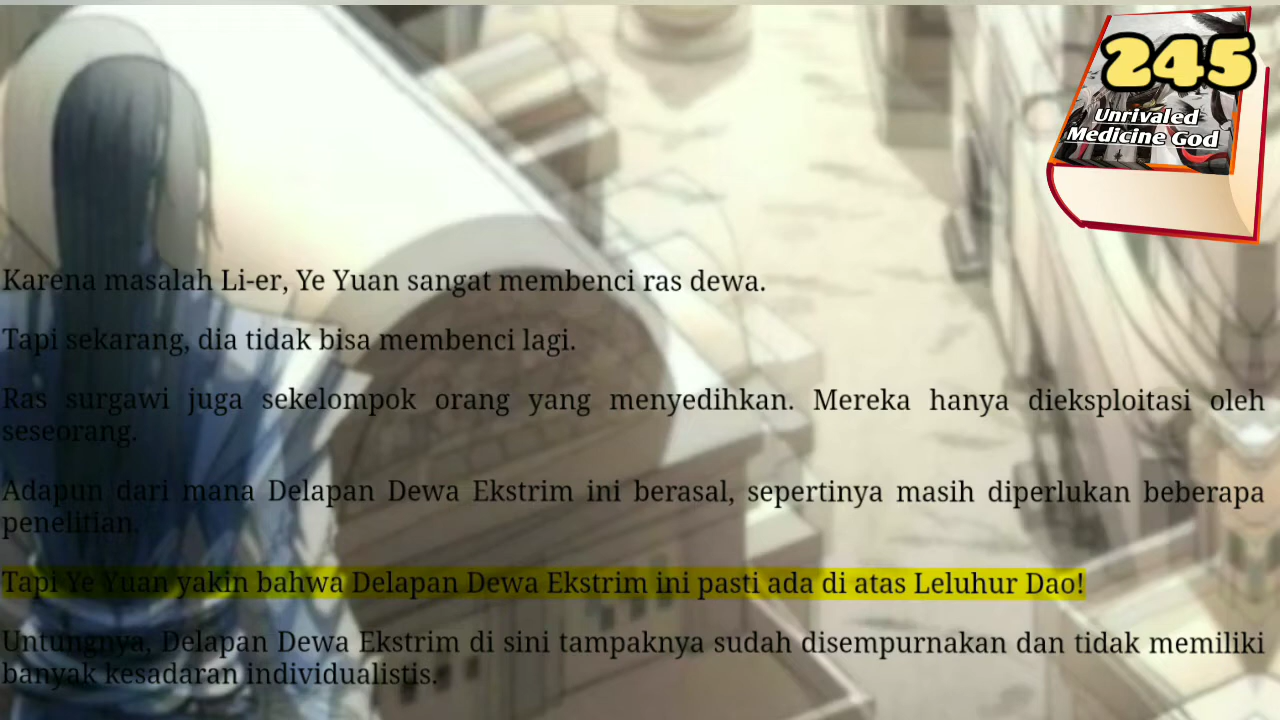 245
Unrivaled
Medicine God
Karena masalah Li-er, Ye Yuan sangat membenci ras dewa.
Tapi sekarang, dia tidak bisa membenci lagi.
Ras surgawi juga sekelompok orang yang menyedihkan. Mereka hanya dieksploitasi oleh
seseorang.
Adapun dari mana Delapan Dewa Ekstrim ini berasal, sepertinya masih diperlukan beberapa
penelitian.
Tapi Ye Yuan yakin bahwa Delapan Dewa Ekstrim ini pasti ada di atas Leluhur Dao!
Untungnya, Delapan Dewa Ekstrim di sini tampaknya sudah disempurnakan dan tidak memiliki
banyak kesadaran individualistis.